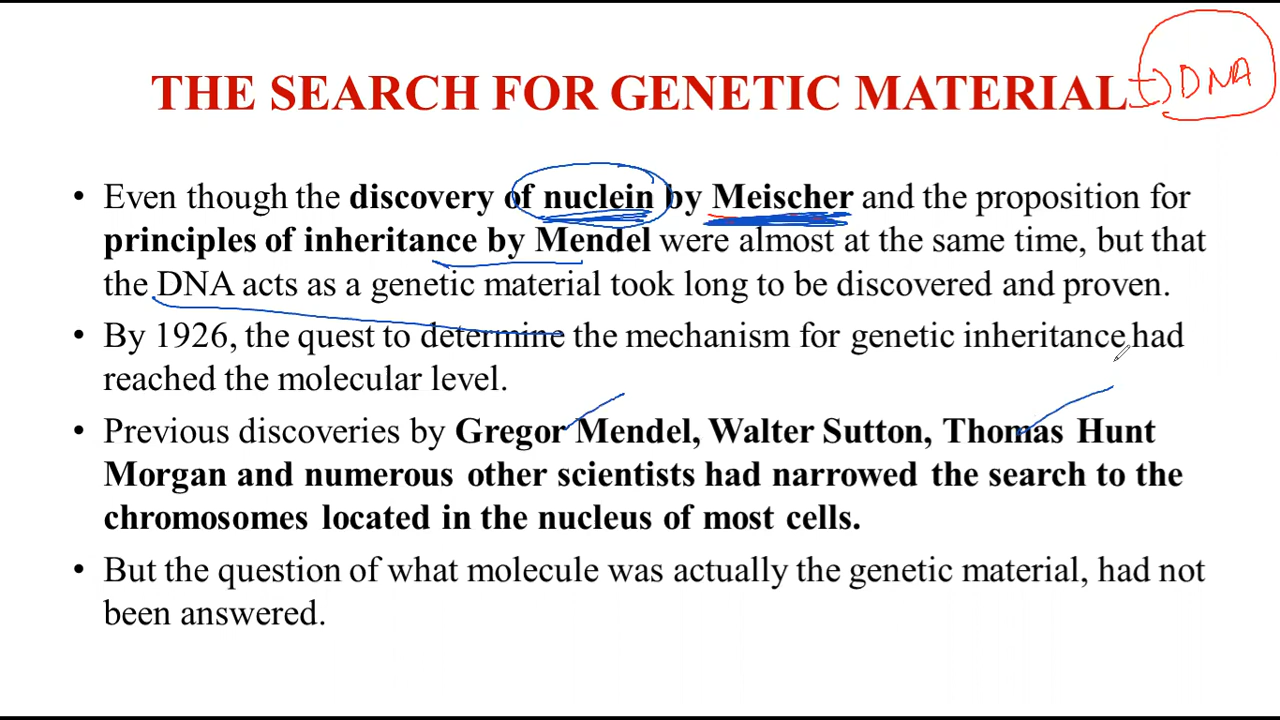 THE SEARCH FOR GENETIC MATERIAL → DNA
• Even though the discovery of nuclein by Meischer and the proposition for
principles of inheritance by Mendel were almost at the same time, but that
the DNA acts as a genetic material took long to be discovered and proven.
• By 1926, the quest to determine the mechanism for genetic inheritance had
reached the molecular level.
• Previous discoveries by Gregor Mendel, Walter Sutton, Thomas Hunt
Morgan and numerous other scientists had narrowed the search to the
chromosomes located in the nucleus of most cells.
• But the question of what molecule was actually the genetic material, had not
been answered.